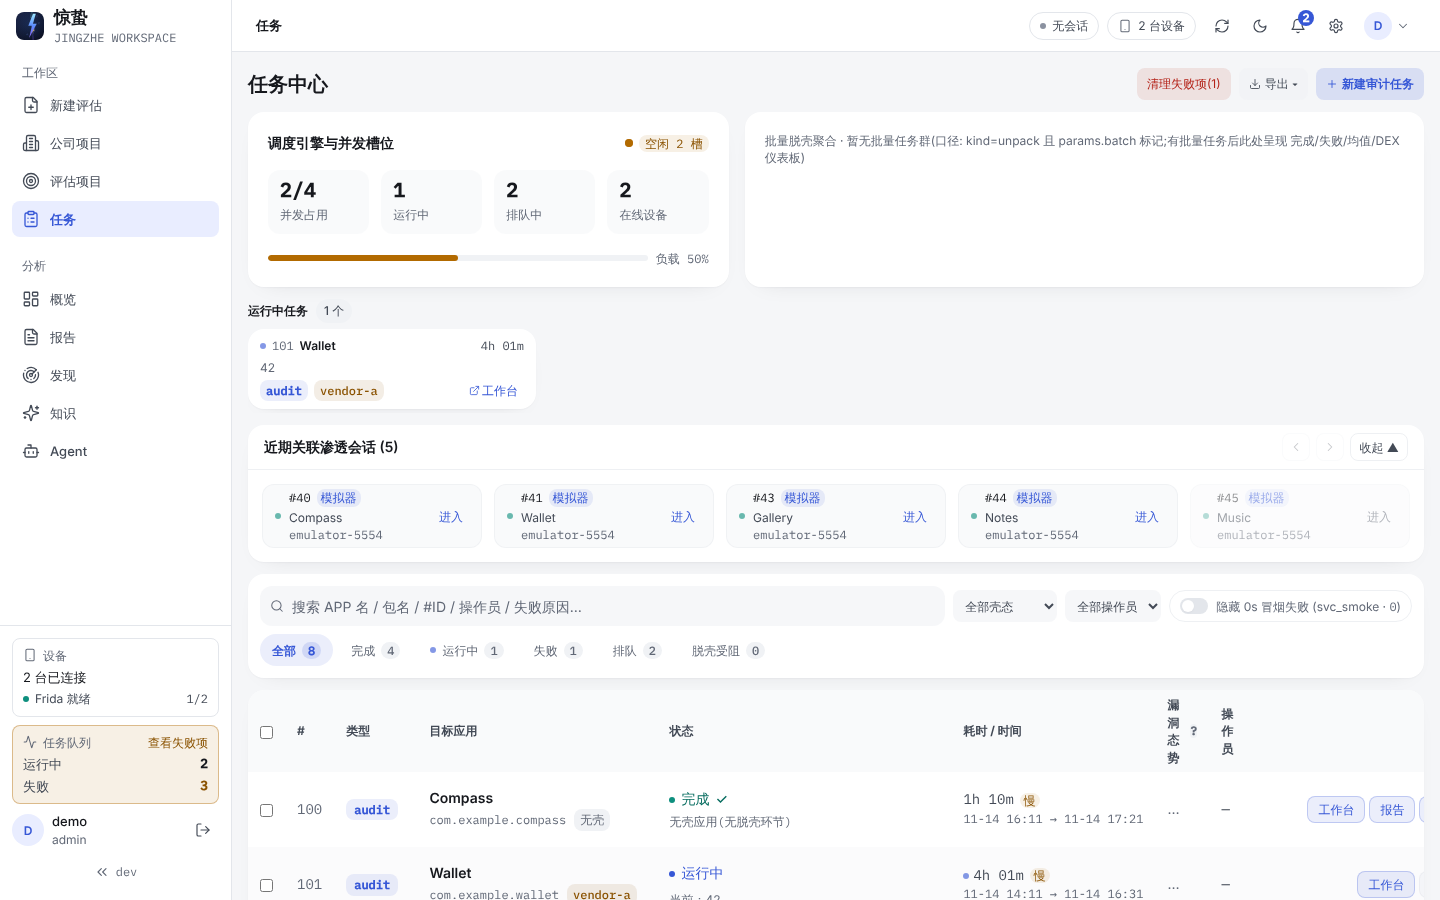 惊蛰
JINGZHE WORKSPACE
工作区
新建评估
公司项目
评估项目
任务
分析
概览
报告
发现
知识
Agent
设备
2 台已连接
Frida 就绪 1/2
任务队列 查看失败项
运行中 2
失败 3
D demo
admin
dev
任务
无会话
2 台设备
2
D
任务中心
清理失败项(1)
导出
+ 新建审计任务
调度引擎与并发槽位
空闲 2 槽
2/4 并发占用
1 运行中
2 排队中
2 在线设备
负载 50%
批量脱壳聚合 · 暂无批量任务群(口径: kind=unpack 且 params.batch 标记;有批量任务后此处呈现 完成/失败/均值/DEX
仪表板)
运行中任务 1 个
101 Wallet 4h 01m
42
audit vendor-a 工作台
近期关联渗透会话 (5)
收起 ▲
#40 模拟器
Compass 进入
emulator-5554
#41 模拟器
Wallet 进入
emulator-5554
#43 模拟器
Gallery 进入
emulator-5554
#44 模拟器
Notes 进入
emulator-5554
#45 模拟器
Music 进入
emulator-5554
搜索 APP 名 / 包名 / #ID / 操作员 / 失败原因...
全部壳态
全部操作员
隐藏 0s 冒烟失败 (svc_smoke · 0)
全部 8
完成 4
运行中 1
失败 1
排队 2
脱壳受阻 0
# 类型 目标应用 状态 耗时 / 时间 漏洞态势 ? 操作员
100 audit Compass 完成 ✓ 1h 10m 慢 … — 工作台 报告
com.example.compass 无壳 无壳应用(无脱壳环节) 11-14 16:11 → 11-14 17:21
101 audit Wallet 运行中 4h 01m 慢 … — 工作台
com.example.wallet vendor-a 当前 · 42 11-14 14:11 → 11-14 16:31